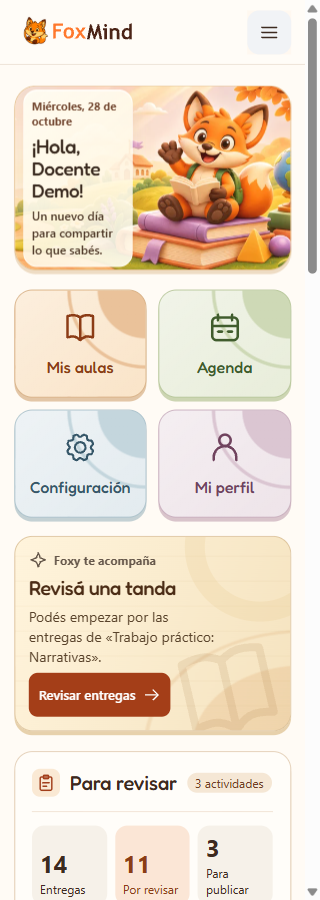 FoxMind
Miércoles, 28 de
octubre
¡Hola,
Docente
Demo!
Un nuevo día
para compartir
lo que sabés.
Mis aulas
Agenda
Configuración
Mi perfil
Foxy te acompaña
Revisá una tanda
Podés empezar por las
entregas de «Trabajo práctico:
Narrativas».
Revisar entregas
Para revisar
3 actividades
14
Entregas
11
Por revisar
3
Para
publicar